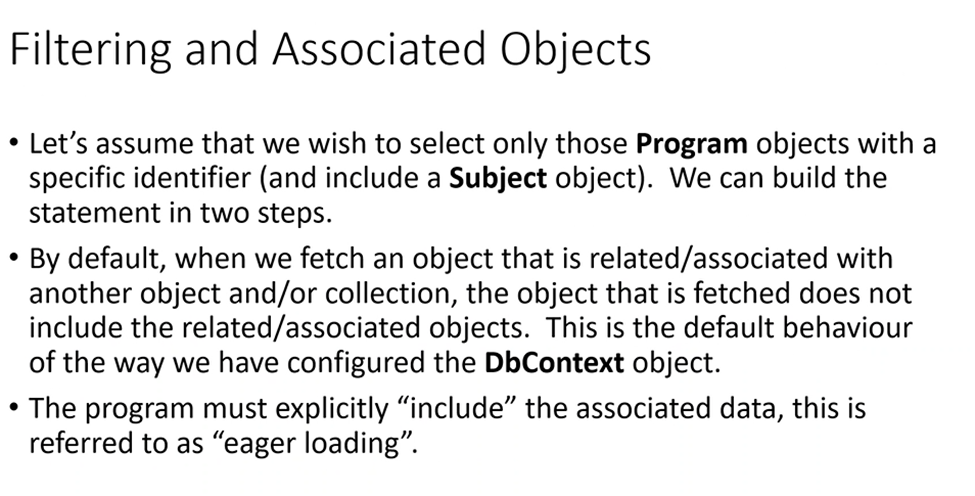 Filtering and Associated Objects
• Let’s assume that we wish to select only those Program objects with a
specific identifier (and include a Subject object).  We can build the
statement in two steps.
• By default, when we fetch an object that is related/associated with
another object and/or collection, the object that is fetched does not
include the related/associated objects.  This is the default behaviour
of the way we have configured the DbContext object.
• The program must explicitly “include” the associated data, this is
referred to as “eager loading”.